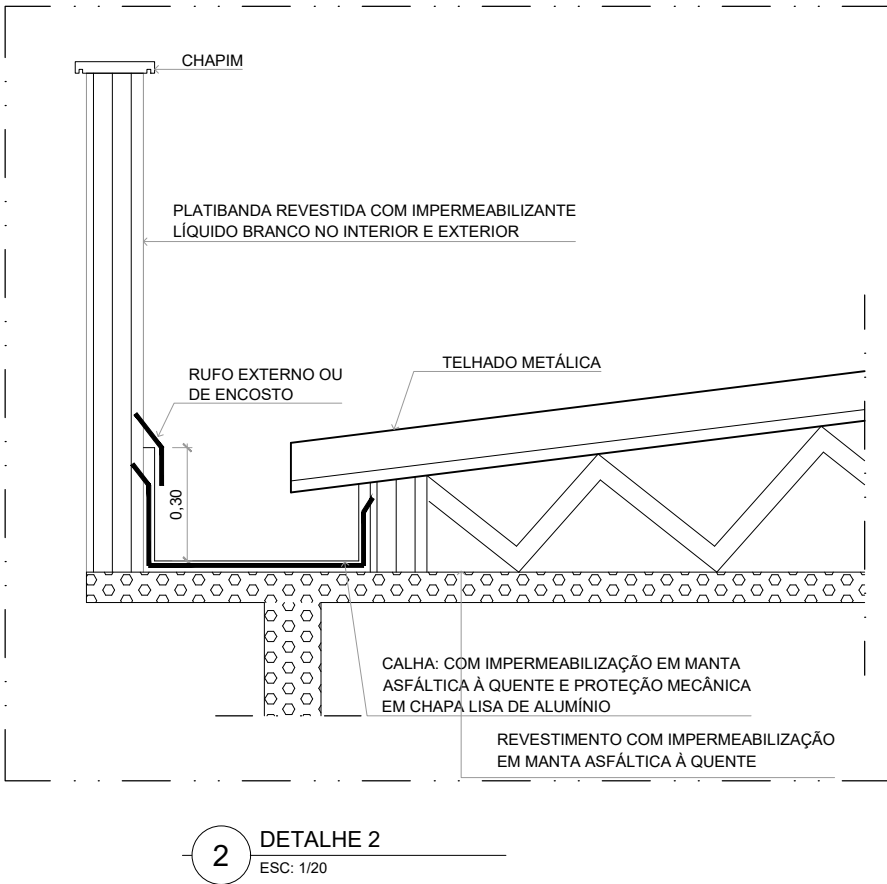 CHAPIM
PLATIBANDA REVESTIDA COM IMPERMEABILIZANTE
LÍQUIDO BRANCO NO INTERIOR E EXTERIOR
RUFO EXTERNO OU
DE ENCOSTO
TELHADO METÁLICA
0,30
CALHA: COM IMPERMEABILIZAÇÃO EM MANTA
ASFÁLTICA À QUENTE E PROTEÇÃO MECÂNICA
EM CHAPA LISA DE ALUMÍNIO
REVESTIMENTO COM IMPERMEABILIZAÇÃO
EM MANTA ASFÁLTICA À QUENTE
2
DETALHE 2
ESC: 1/20